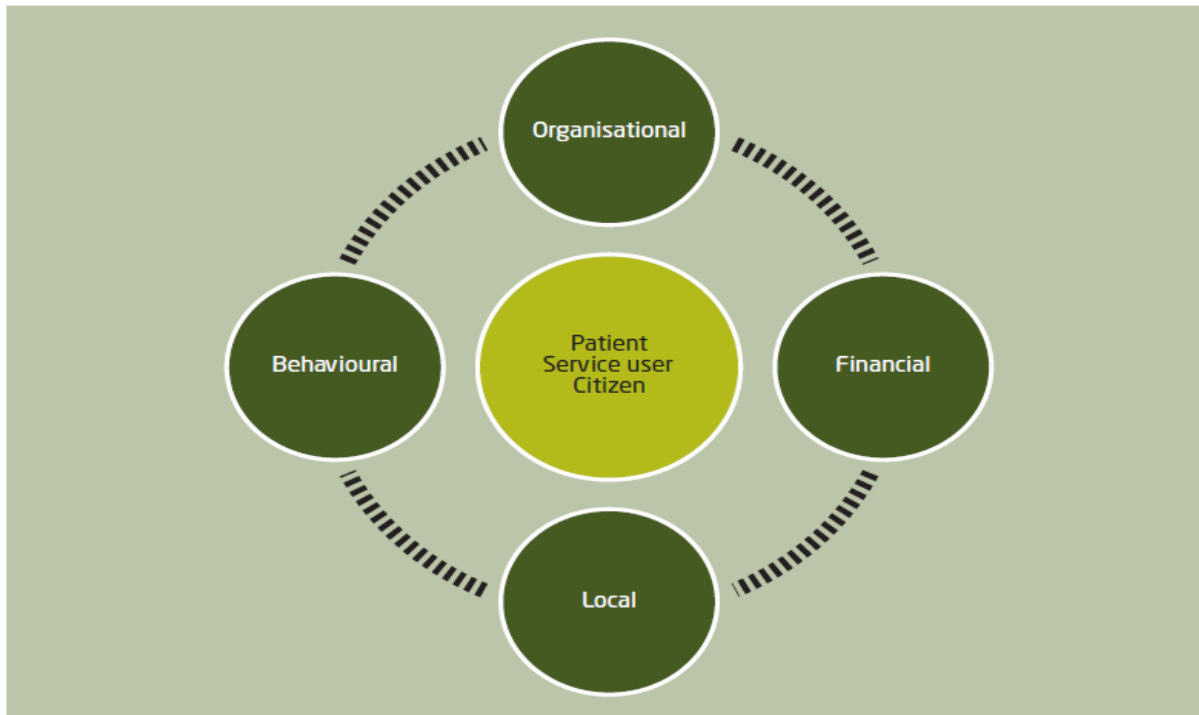 Organisational
Behavioural
Patient
Service user
Citizen
Financial
Local